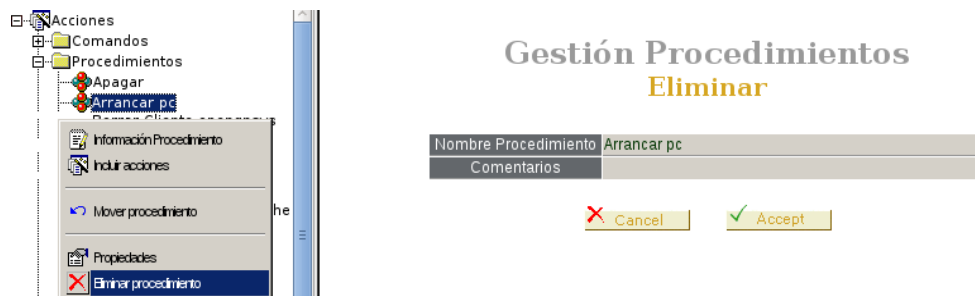 Acciones
Comandos
Procedimientos
Apagar
Arrancar pc
Información Procedimiento
Incluir acciones
Mover procedimiento
he
Propiedades
Eliminar procedimiento
Gestión Procedimientos
Eliminar
Nombre Procedimiento Arrancar pc
Comentarios
Cancel Accept